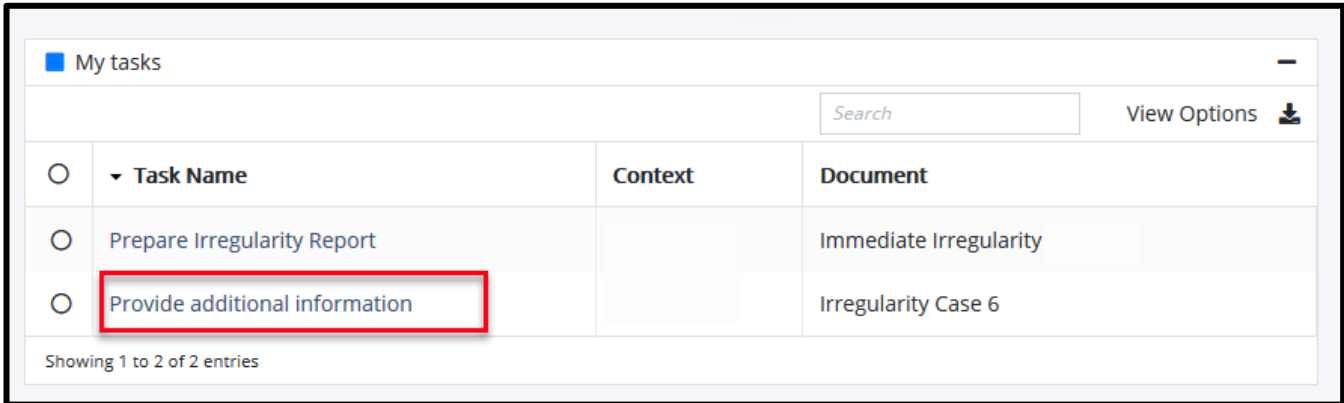 My tasks
Search View Options
Task Name Context Document
Prepare Irregularity Report Immediate Irregularity
Provide additional information Irregularity Case 6
Showing 1 to 2 of 2 entries